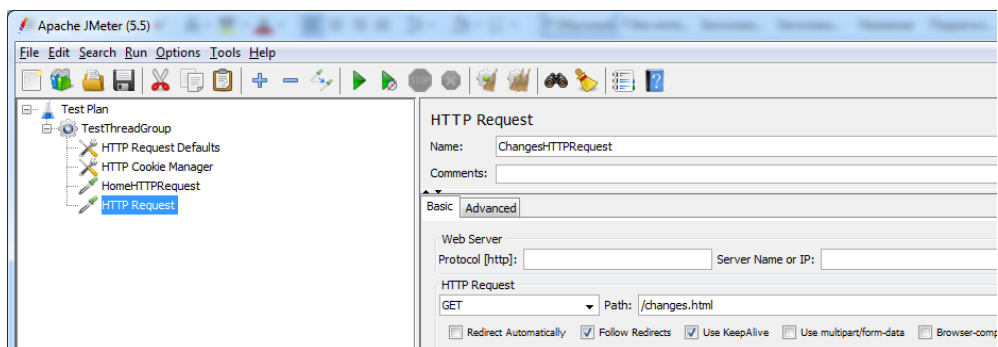 Apache JMeter (5.5)
File Edit Search Run Options Tools Help
Test Plan
TestThreadGroup
HTTP Request Defaults
HTTP Cookie Manager
HomeHTTPRequest
HTTP Request
HTTP Request
Name: ChangesHTTPRequest
Comments:
Basic Advanced
Web Server
Protocol [http]: Server Name or IP:
HTTP Request
GET Path: /changes.html
Redirect Automatically Follow Redirects Use KeepAlive Use multipart/form-data Browser-comp